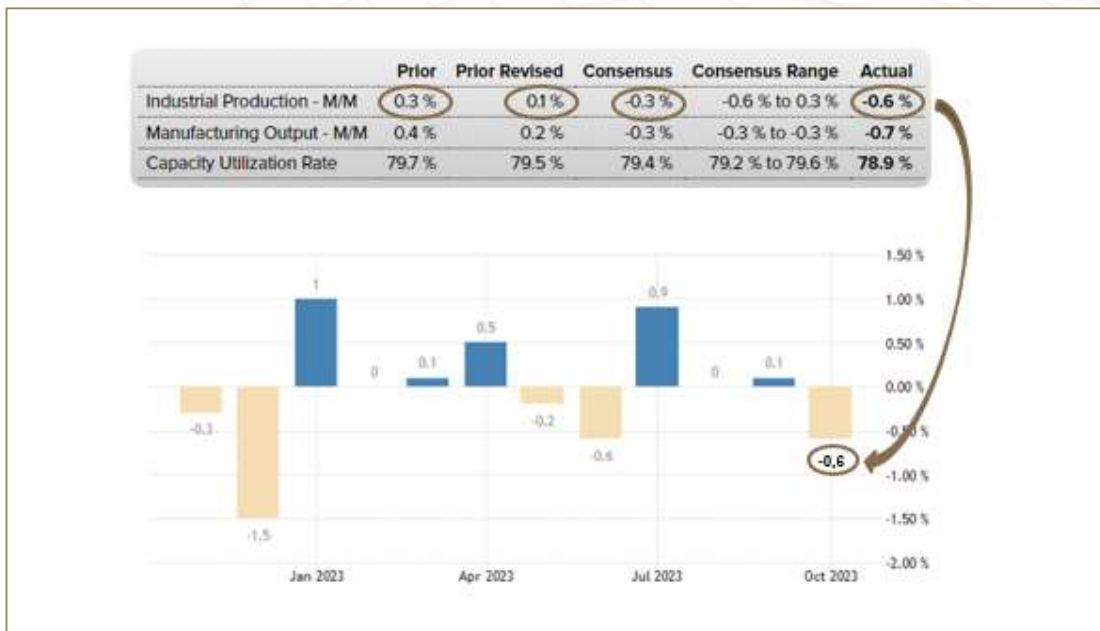 Prior Prior Revised Consensus Consensus Range Actual
Industrial Production - M/M 0.3 % 0.1 % -0.3 % -0.6 % to 0.3 % -0.6 %
Manufacturing Output - M/M 0.4 % 0.2 % -0.3 % -0.3 % to -0.3 % -0.7 %
Capacity Utilization Rate 79.7 % 79.5 % 79.4 % 79.2 % to 79.6 % 78.9 %
1.50 %
1 0.9 1.00 %
0.5 0.50 %
0 0.1 0 0.1
0.00 %
-0.3 -0.2 -0.50 %
-0.6 -0,6
-1.00 %
-1.5 -1.50 %
-2.00 %
Jan 2023 Apr 2023 Jul 2023 Oct 2023